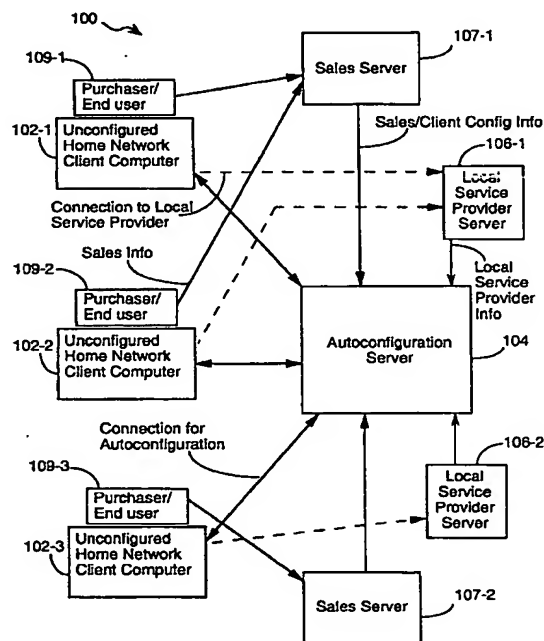 100
109-1
Purchaser/
End user
102-1
Unconfigured
Home Network
Client Computer
107-1
Sales Server
Sales/Client Config Info
106-1
Local
Service
Provider
Server
Connection to Local
Service Provider
Sales Info
109-2
Purchaser/
End user
102-2
Unconfigured
Home Network
Client Computer
Local
Service
Provider
Info
Autoconfiguration
Server
104
Connection for
Autoconfiguration
109-3
Purchaser/
End user
102-3
Unconfigured
Home Network
Client Computer
106-2
Local
Service
Provider
Server
107-2
Sales Server